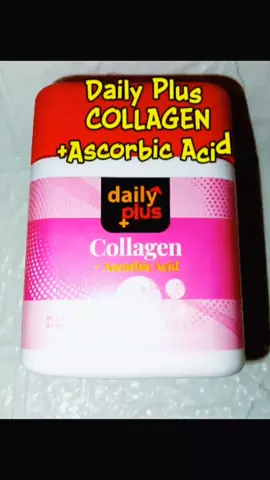 Daily Plus
COLLAGEN
+Ascorbic Acid
daily
plus
+
Collagen
+ Ascorbic Acid